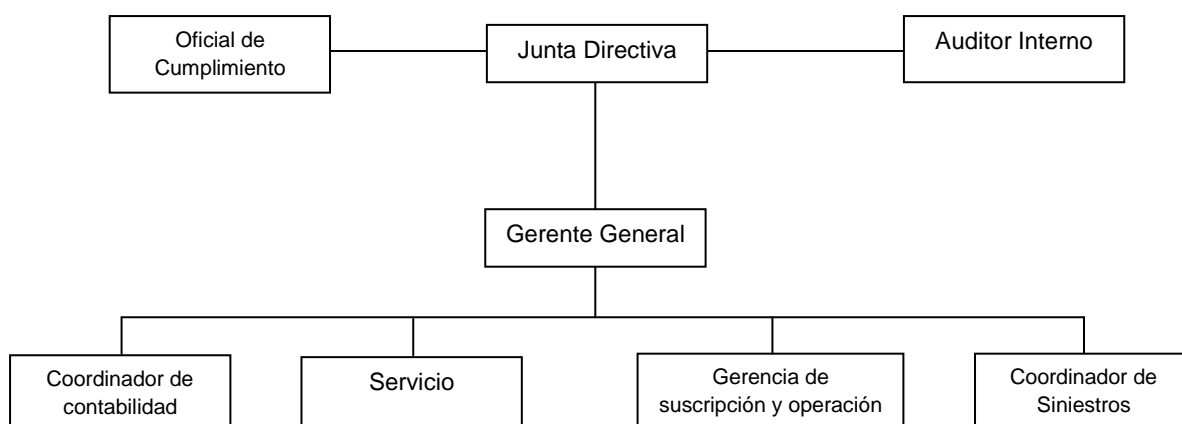 Oficial de
Cumplimiento
Junta Directiva
Auditor Interno
Gerente General
Coordinador de
contabilidad
Servicio
Gerencia de
suscripción y operación
Coordinador de
Siniestros